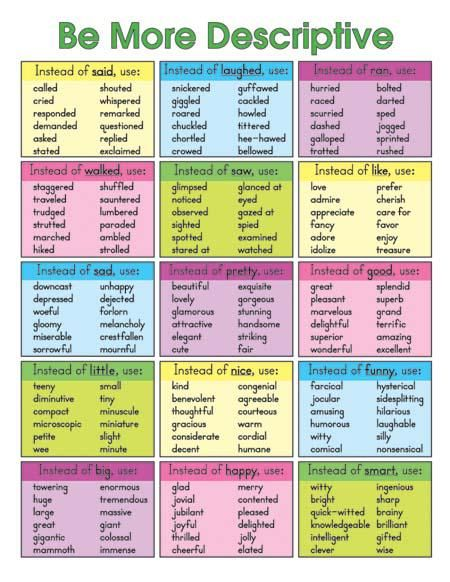 Be More Descriptive
Instead of said, use:
called shouted
cried whispered
responded remarked
demanded questioned
asked replied
stated exclaimed
Instead of laughed, use:
snickered guffawed
giggled cackled
roared howled
chuckled tittered
chortled hee-hawed
crowed bellowed
Instead of ran, use:
hurried bolted
raced darted
scurried sped
dashed jogged
galloped sprinted
trotted rushed
Instead of walked, use:
staggered shuffled
traveled sauntered
trudged lumbered
strutted paraded
marched ambled
hiked strolled
Instead of saw, use:
glimpsed glanced at
noticed eyed
observed gazed at
sighted spied
spotted examined
stared at watched
Instead of like, use:
love prefer
admire cherish
appreciate care for
fancy favor
adore enjoy
idolize treasure
Instead of sad, use:
downcast unhappy
depressed dejected
woeful forlorn
gloomy melancholy
miserable crestfallen
sorrowful mournful
Instead of pretty, use:
beautiful exquisite
lovely gorgeous
glamorous stunning
attractive handsome
elegant striking
cute fair
Instead of good, use:
great splendid
pleasant superb
marvelous grand
delightful terrific
superior amazing
wonderful excellent
Instead of little, use:
teeny small
diminutive tiny
compact minuscule
microscopic miniature
petite slight
wee minute
Instead of nice, use:
kind congenial
benevolent agreeable
thoughtful courteous
gracious warm
considerate cordial
decent humane
Instead of funny, use:
farcical hysterical
jocular sidesplitting
amusing hilarious
humorous laughable
witty silly
comical nonsensical
Instead of big, use:
towering enormous
huge tremendous
large massive
great giant
gigantic colossal
mammoth immense
Instead of happy, use:
glad merry
jovial contented
jubilant pleased
joyful delighted
thrilled jolly
cheerful elated
Instead of smart, use:
witty ingenious
bright sharp
quick-witted brainy
knowledgeable brilliant
intelligent gifted
clever wise